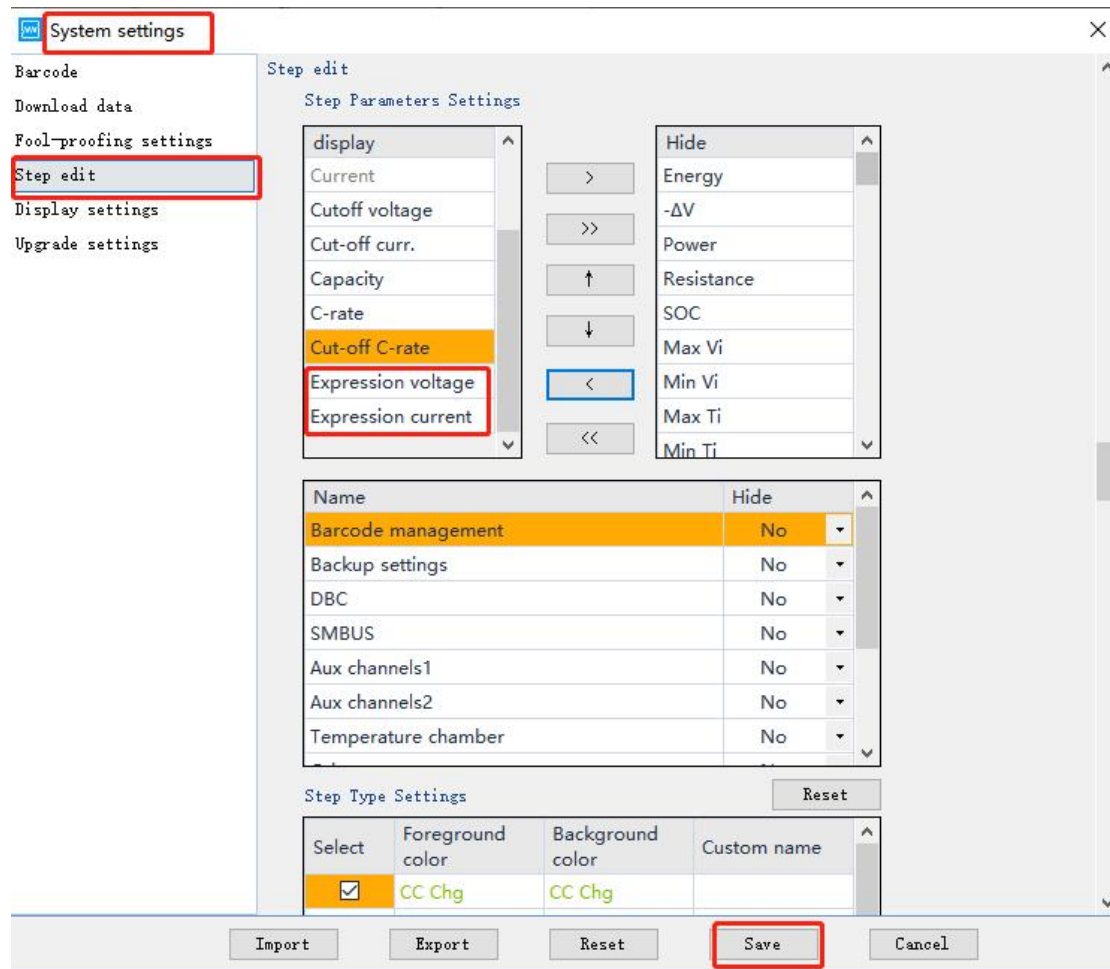 System settings
Barcode
Download data
Fool-proofing settings
Step edit
Display settings
Upgrade settings
Step edit
Step Parameters Settings
display
Current
Cutoff voltage
Cut-off curr.
Capacity
C-rate
Cut-off C-rate
Expression voltage
Expression current
>
>>
↑
↓
<
<<
Hide
Energy
-ΔV
Power
Resistance
SOC
Max Vi
Min Vi
Max Ti
Min Ti
Name Hide
Barcode management No
Backup settings No
DBC No
SMBUS No
Aux channels1 No
Aux channels2 No
Temperature chamber No
Step Type Settings Reset
Select Foreground color Background color Custom name
CC Chg CC Chg
Import Export Reset Save Cancel